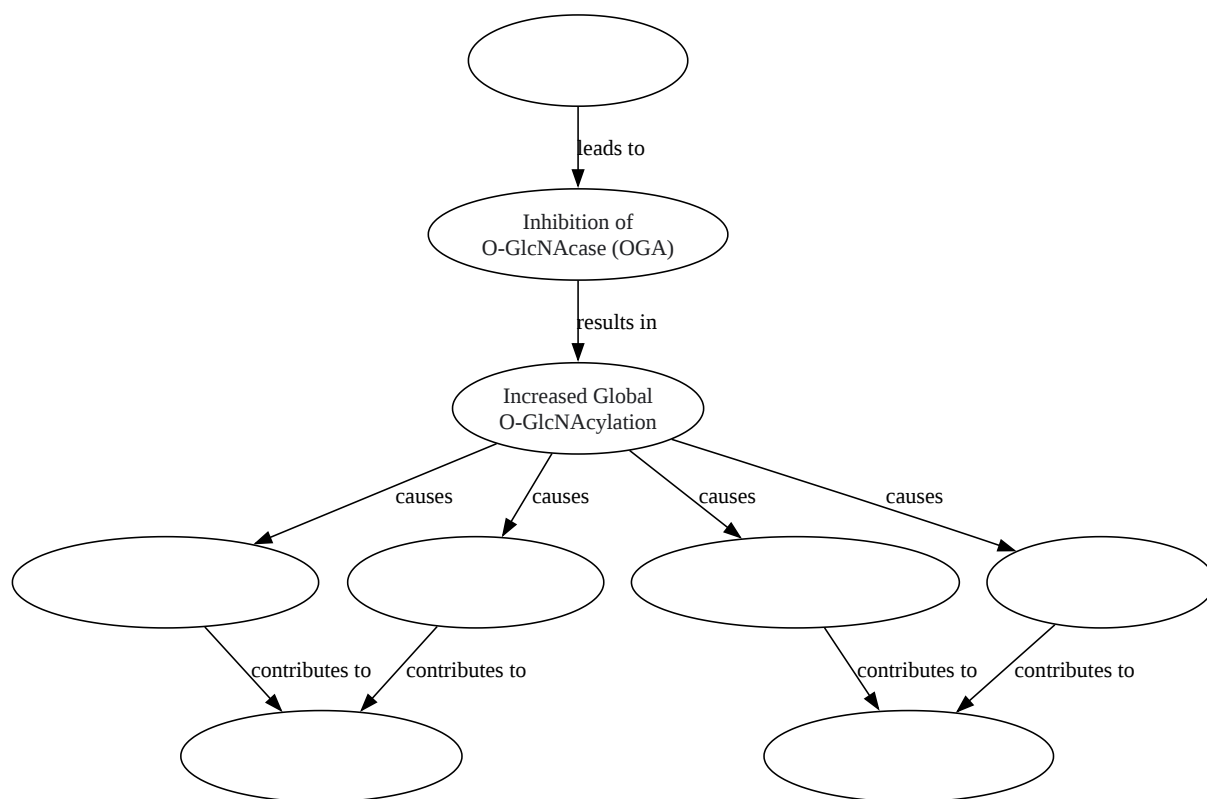 leads to
Inhibition of
O-GlcNAcase (OGA)
results in
Increased Global
O-GlcNAcylation
causes
causes
causes
causes
contributes to
contributes to
contributes to
contributes to